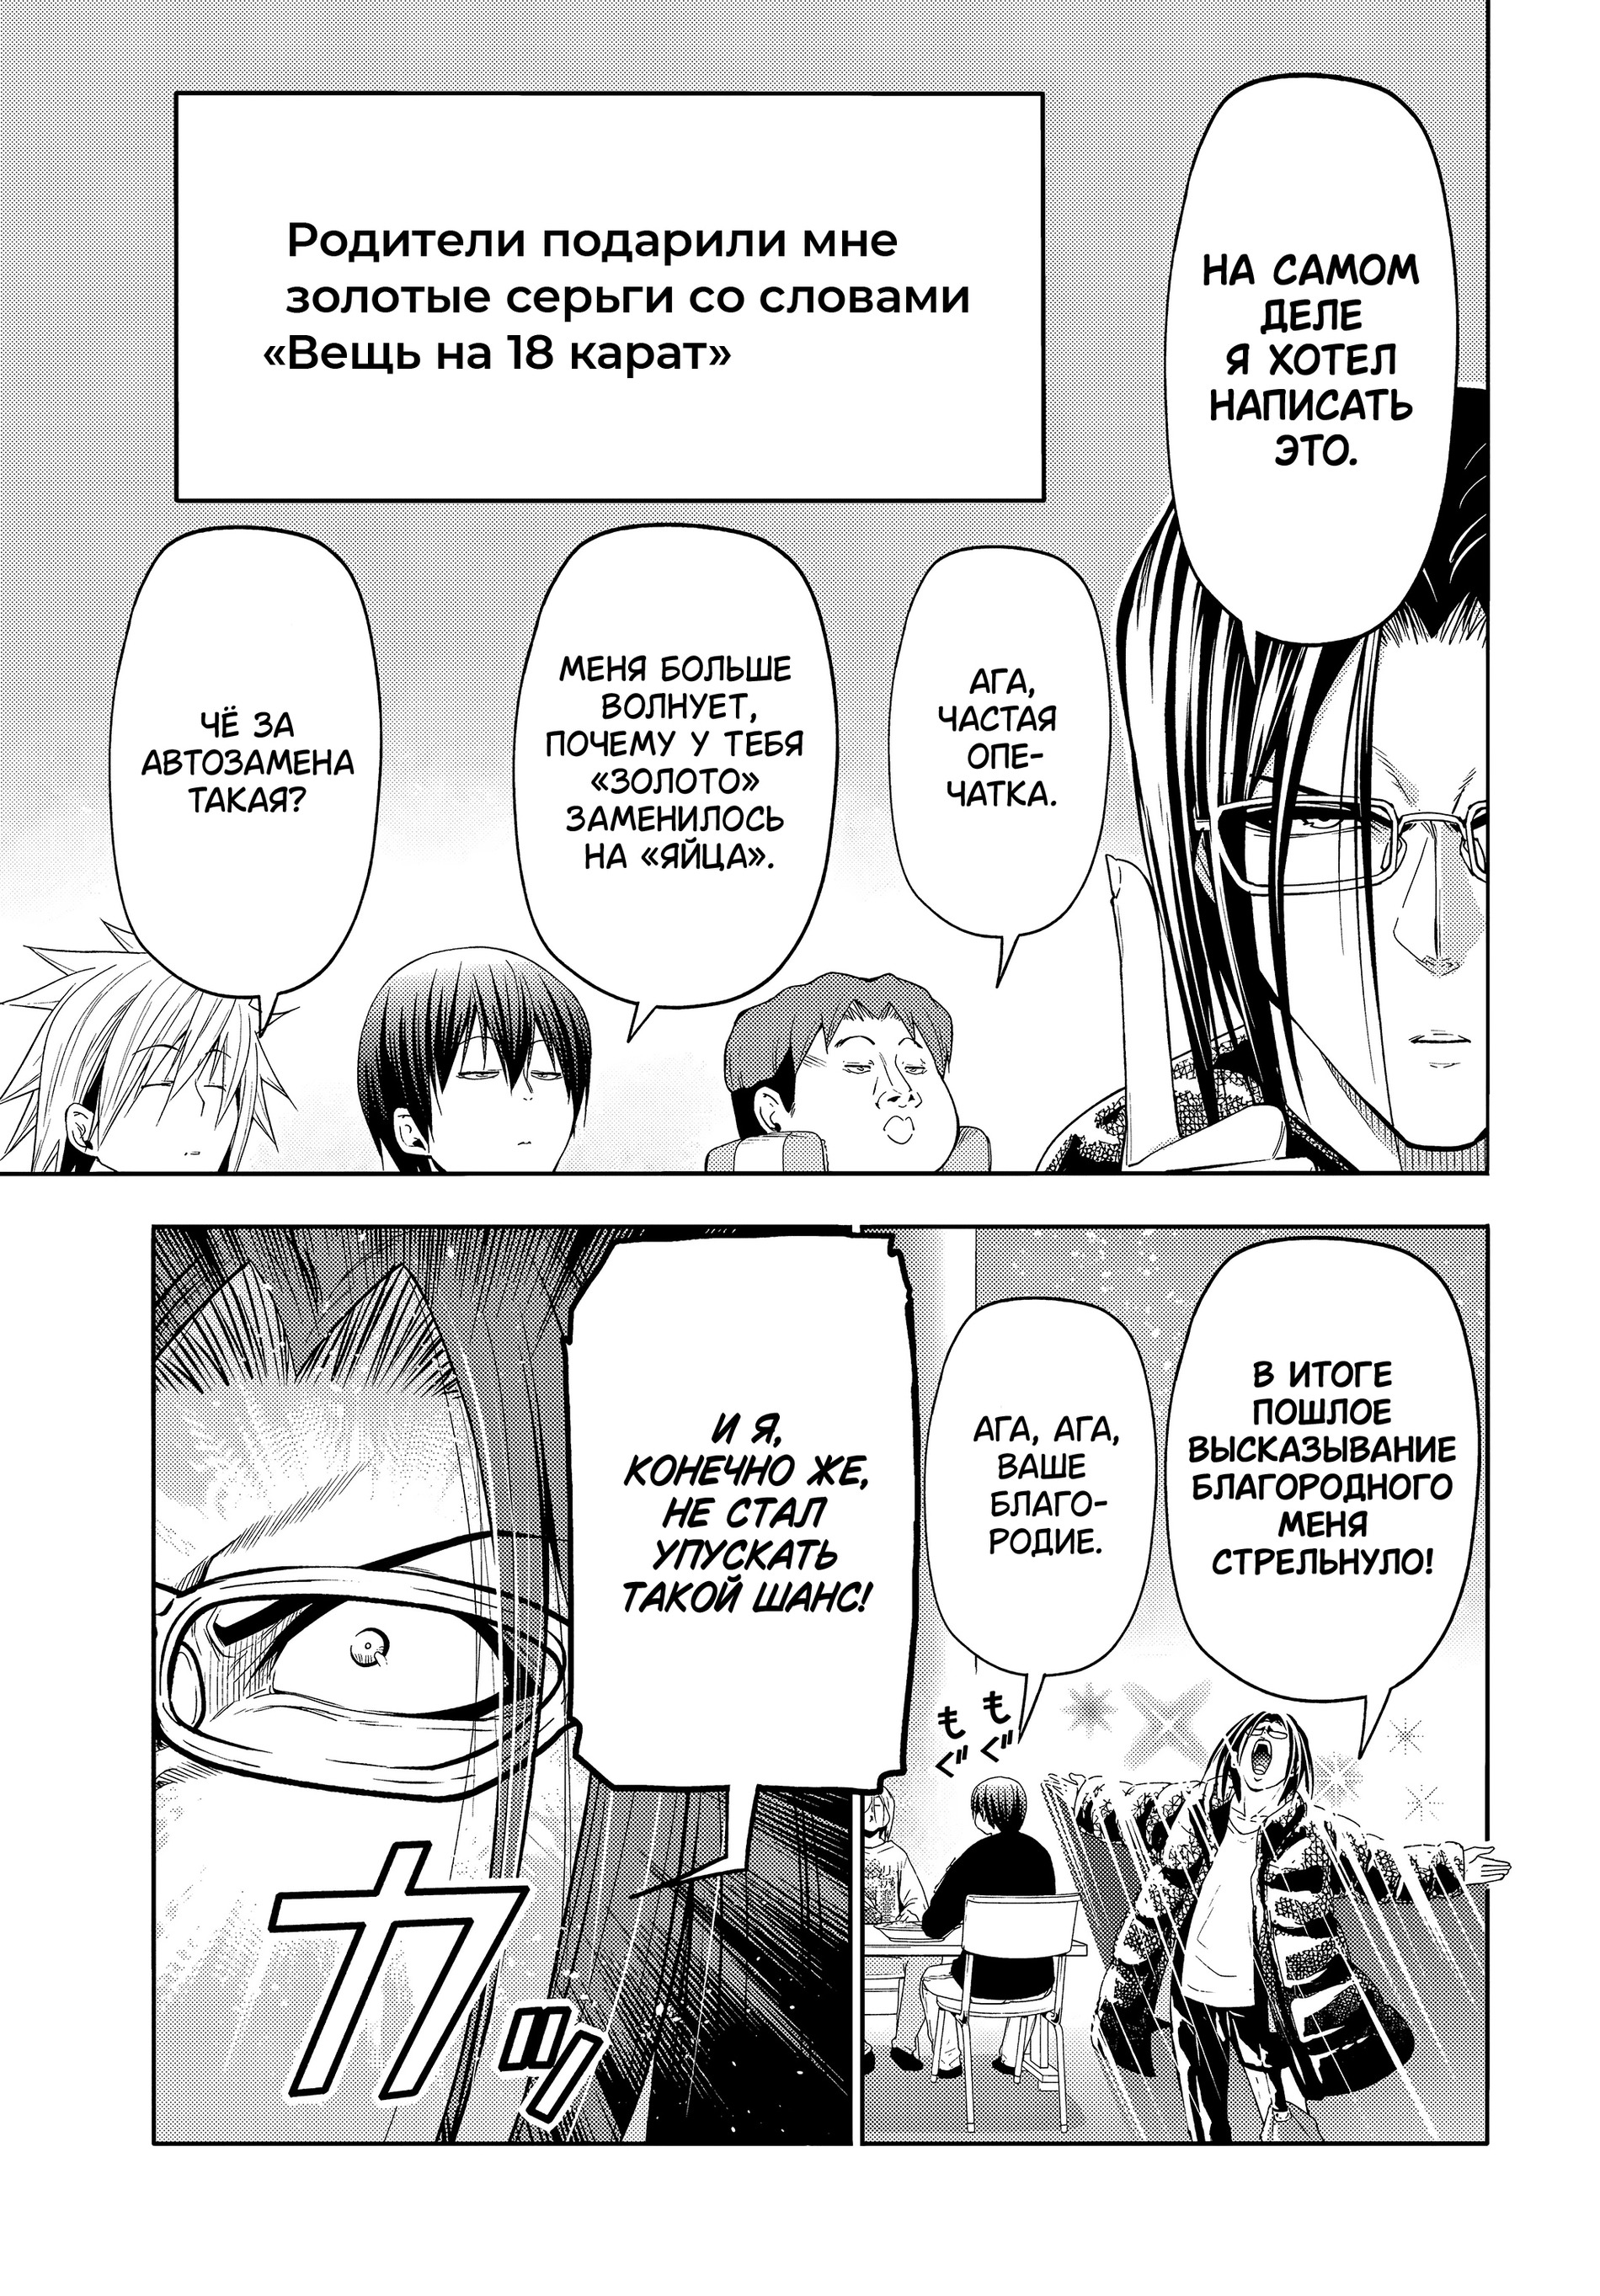 НА САМОМ
ДЕЛЕ
Я ХОТЕЛ
НАПИСАТЬ
ЭТО.
Родители подарили мне
золотые серьги со словами
«Вещь на 18 карат»
АГА,
ЧАСТАЯ
ОПЕ-
ЧАТКА.
МЕНЯ БОЛЬШЕ
ВОЛНУЕТ,
ПОЧЕМУ У ТЕБЯ
«ЗОЛОТО»
ЗАМЕНИЛОСЬ
НА «ЯЙЦА».
ЧЁ ЗА
АВТОЗАМЕНА
ТАКАЯ?
В ИТОГЕ
ПОШЛОЕ
ВЫСКАЗЫВАНИЕ
БЛАГОРОДНОГО
МЕНЯ
СТРЕЛЬНУЛО!
АГА, АГА,
ВАШЕ
БЛАГО-
РОДИЕ.
もぐ
もぐ
И Я,
КОНЕЧНО ЖЕ,
НЕ СТАЛ
УПУСКАТЬ
ТАКОЙ ШАНС!
カッ